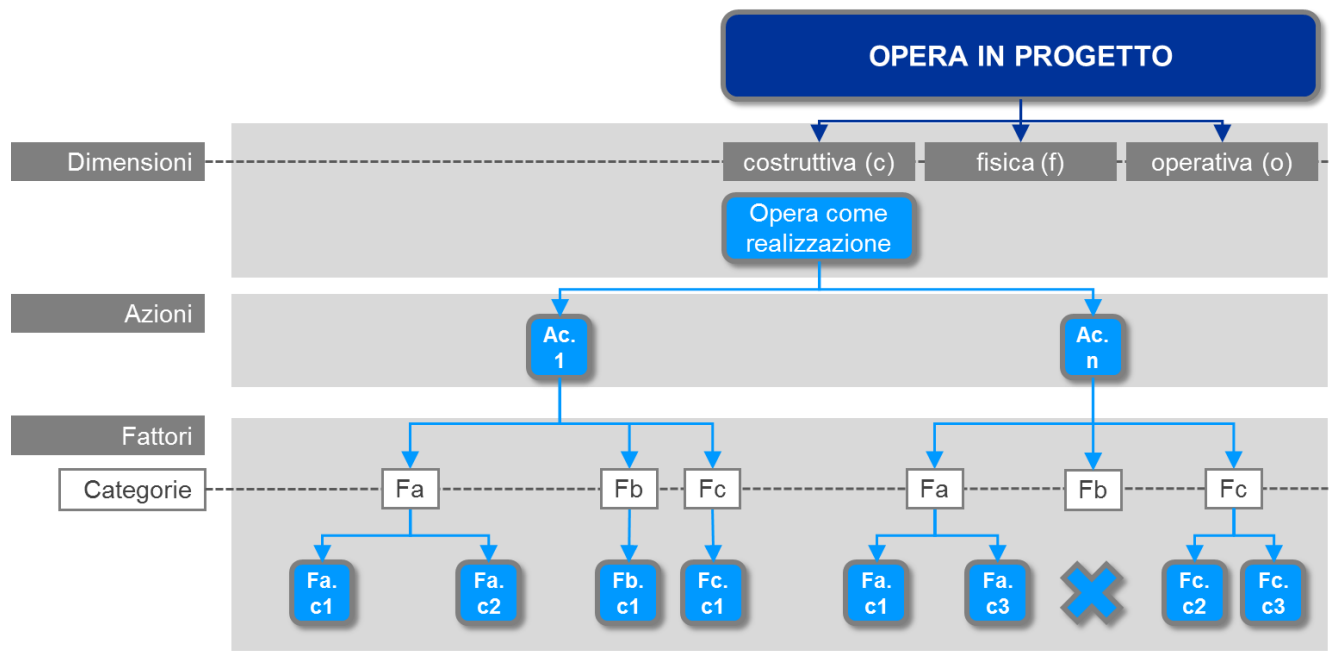 OPERA IN PROGETTO
Dimensioni
costruttiva (c)
fisica (f)
operativa (o)
Opera come
realizzazione
Azioni
Ac.
1
Ac.
n
Fattori
Categorie
Fa
Fb
Fc
Fa
Fb
Fc
Fa.
c1
Fa.
c2
Fb.
c1
Fc.
c1
Fa.
c1
Fa.
c3
Fc.
c2
Fc.
c3